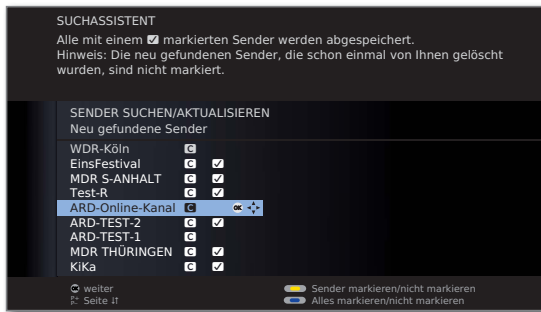 SUCHASSISTENT
Alle mit einem ✓ markierten Sender werden abgespeichert.
Hinweis: Die neu gefundenen Sender, die schon einmal von Ihnen gelöscht
wurden, sind nicht markiert.
SENDER SUCHEN/AKTUALISIEREN
Neu gefundene Sender
WDR-Köln C
EinsFestival C ✓
MDR S-ANHALT C ✓
Test-R C ✓
ARD-Online-Kanal C OK
ARD-TEST-2 C ✓
ARD-TEST-1 C
MDR THÜRINGEN C ✓
KiKa C ✓
OK weiter
P+ P- Seite ↓↑
Sender markieren/nicht markieren
Alles markieren/nicht markieren